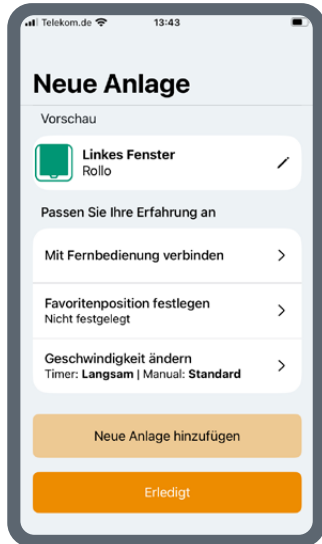 Telekom.de 13:43
Neue Anlage
Vorschau
Linkes Fenster
Rollo
Passen Sie Ihre Erfahrung an
Mit Fernbedienung verbinden
Favoritenposition festlegen
Nicht festgelegt
Geschwindigkeit ändern
Timer: Langsam | Manual: Standard
Neue Anlage hinzufügen
Erledigt